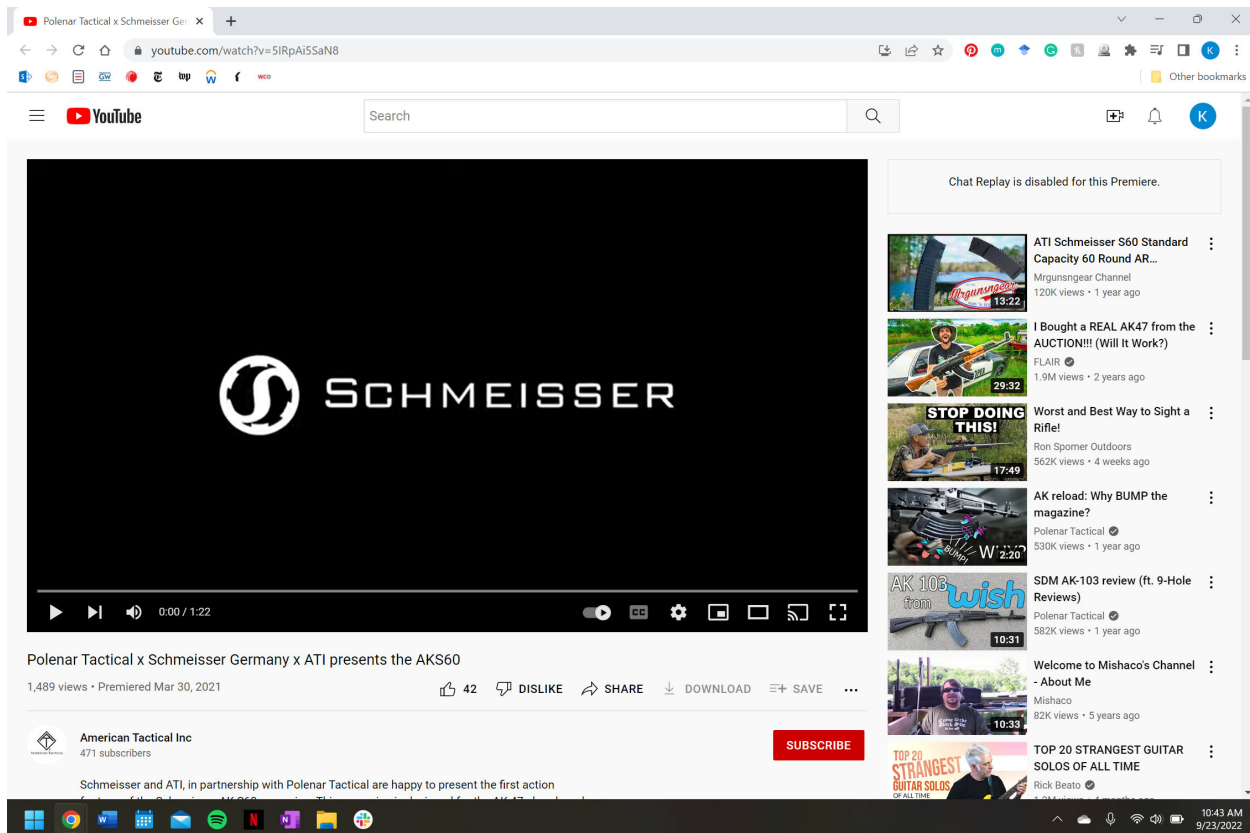 Polenar Tactical x Schmeisser Ger
youtube.com/watch?v=5IRpAi5SaN8
K
GW
wp
WCO
Other bookmarks
YouTube
Search
K
SCHMEISSER
0:00 / 1:22
CC
Polenar Tactical x Schmeisser Germany x ATI presents the AKS60
1,489 views • Premiered Mar 30, 2021
42 DISLIKE SHARE DOWNLOAD SAVE
American Tactical Inc
471 subscribers
SUBSCRIBE
Schmeisser and ATI, in partnership with Polenar Tactical are happy to present the first action
Chat Replay is disabled for this Premiere.
Mrgunsngear
13:22
ATI Schmeisser S60 Standard
Capacity 60 Round AR...
Mrgunsngear Channel
120K views • 1 year ago
29:32
I Bought a REAL AK47 from the
AUCTION!!! (Will It Work?)
FLAIR
1.9M views • 2 years ago
STOP DOING
THIS!
17:49
Worst and Best Way to Sight a
Rifle!
Ron Spomer Outdoors
562K views • 4 weeks ago
BUMP!
2:20
AK reload: Why BUMP the
magazine?
Polenar Tactical
530K views • 1 year ago
AK 103
from
wish
10:31
SDM AK-103 review (ft. 9-Hole
Reviews)
Polenar Tactical
582K views • 1 year ago
10:33
Welcome to Mishaco's Channel
- About Me
Mishaco
82K views • 5 years ago
TOP 20
STRANGEST
GUITAR SOLOS
OF ALL TIME
TOP 20 STRANGEST GUITAR
SOLOS OF ALL TIME
Rick Beato
10:43 AM
9/23/2022